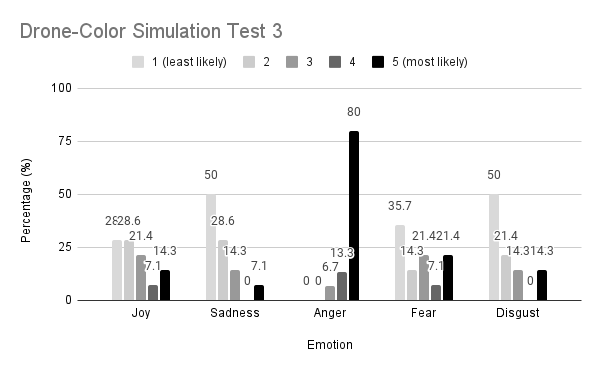 Drone-Color Simulation Test 3
1 (least likely) 2 3 4 5 (most likely)
Percentage (%)
100
75
50
25
0
28.6 21.4 7.1 14.3
50 28.6 14.3 0 7.1
0 0 6.7 13.3 80
35.7 14.3 21.4 7.1 21.4
50 21.4 14.3 0 14.3
Joy Sadness Anger Fear Disgust
Emotion